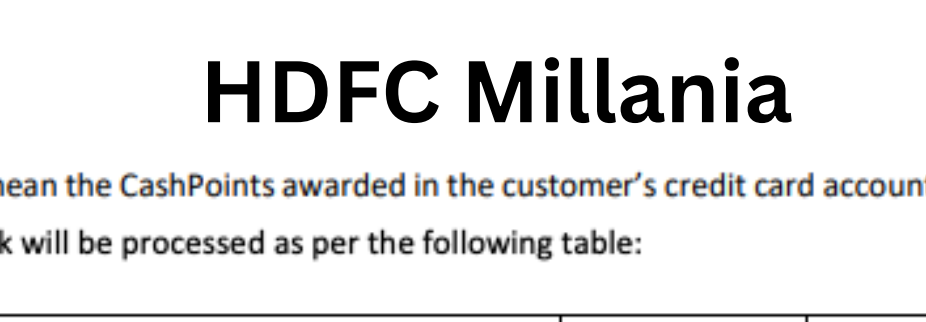 HDFC Millania
mean the CashPoints awarded in the customer's credit card account
k will be processed as per the following table: